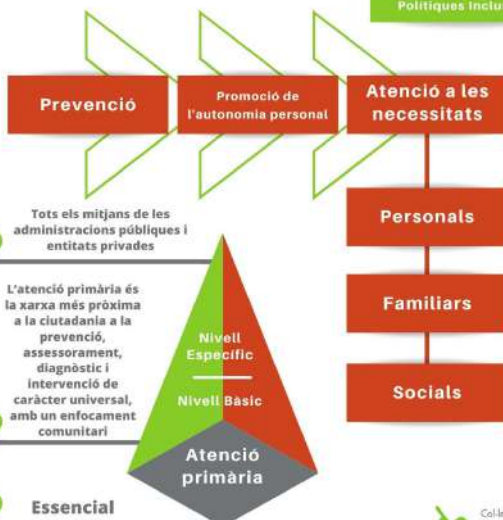 Polítiques Inclu
Prevenció
Promoció de
l'autonomia personal
Atenció a les
necessitats
Personals
Familiars
Socials
Tots els mitjans de les
administracions públiques i
entitats privades
L'atenció primària és
la xarxa més pròxima
a la ciutadania a la
prevenció,
assessorament,
diagnòstic i
intervenció de
caràcter universal,
amb un enfocament
comunitari
Nivell
Específic
Nivell Bàsic
Atenció
primària
Essencial